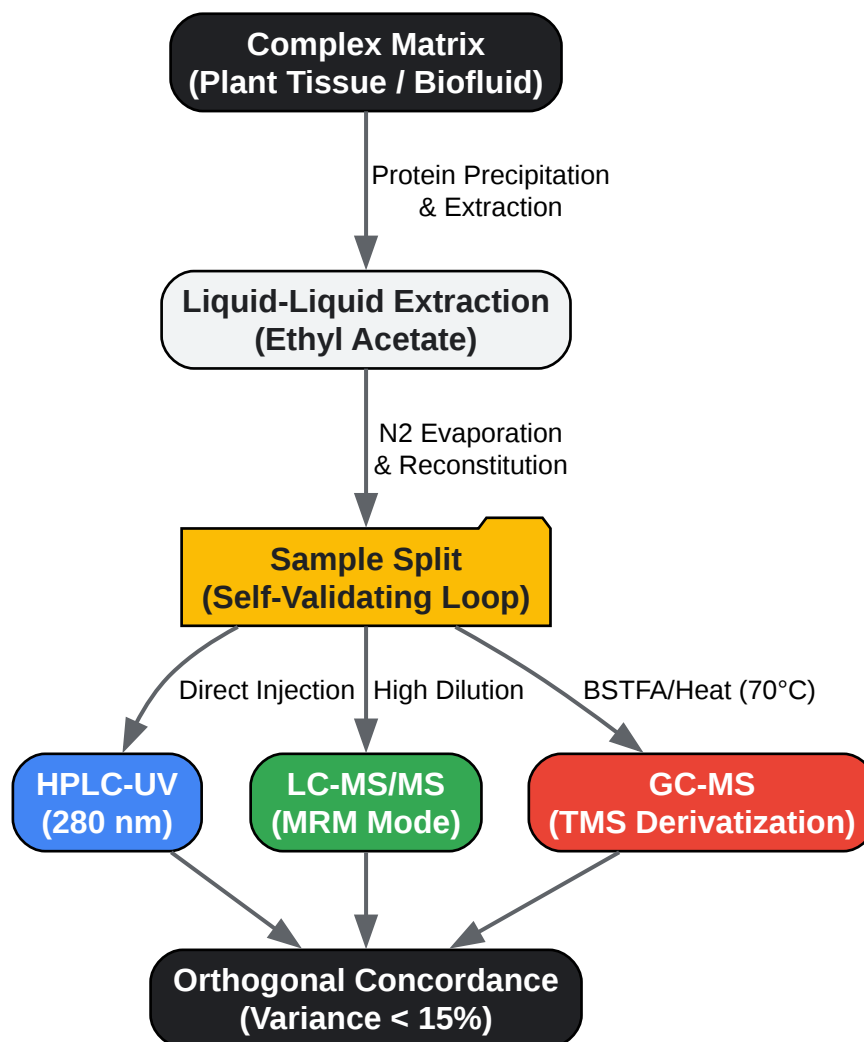 Complex Matrix
(Plant Tissue / Biofluid)
Protein Precipitation
& Extraction
Liquid-Liquid Extraction
(Ethyl Acetate)
N2 Evaporation
& Reconstitution
Sample Split
(Self-Validating Loop)
Direct Injection
High Dilution
BSTFA/Heat (70°C)
HPLC-UV
(280 nm)
LC-MS/MS
(MRM Mode)
GC-MS
(TMS Derivatization)
Orthogonal Concordance
(Variance < 15%)